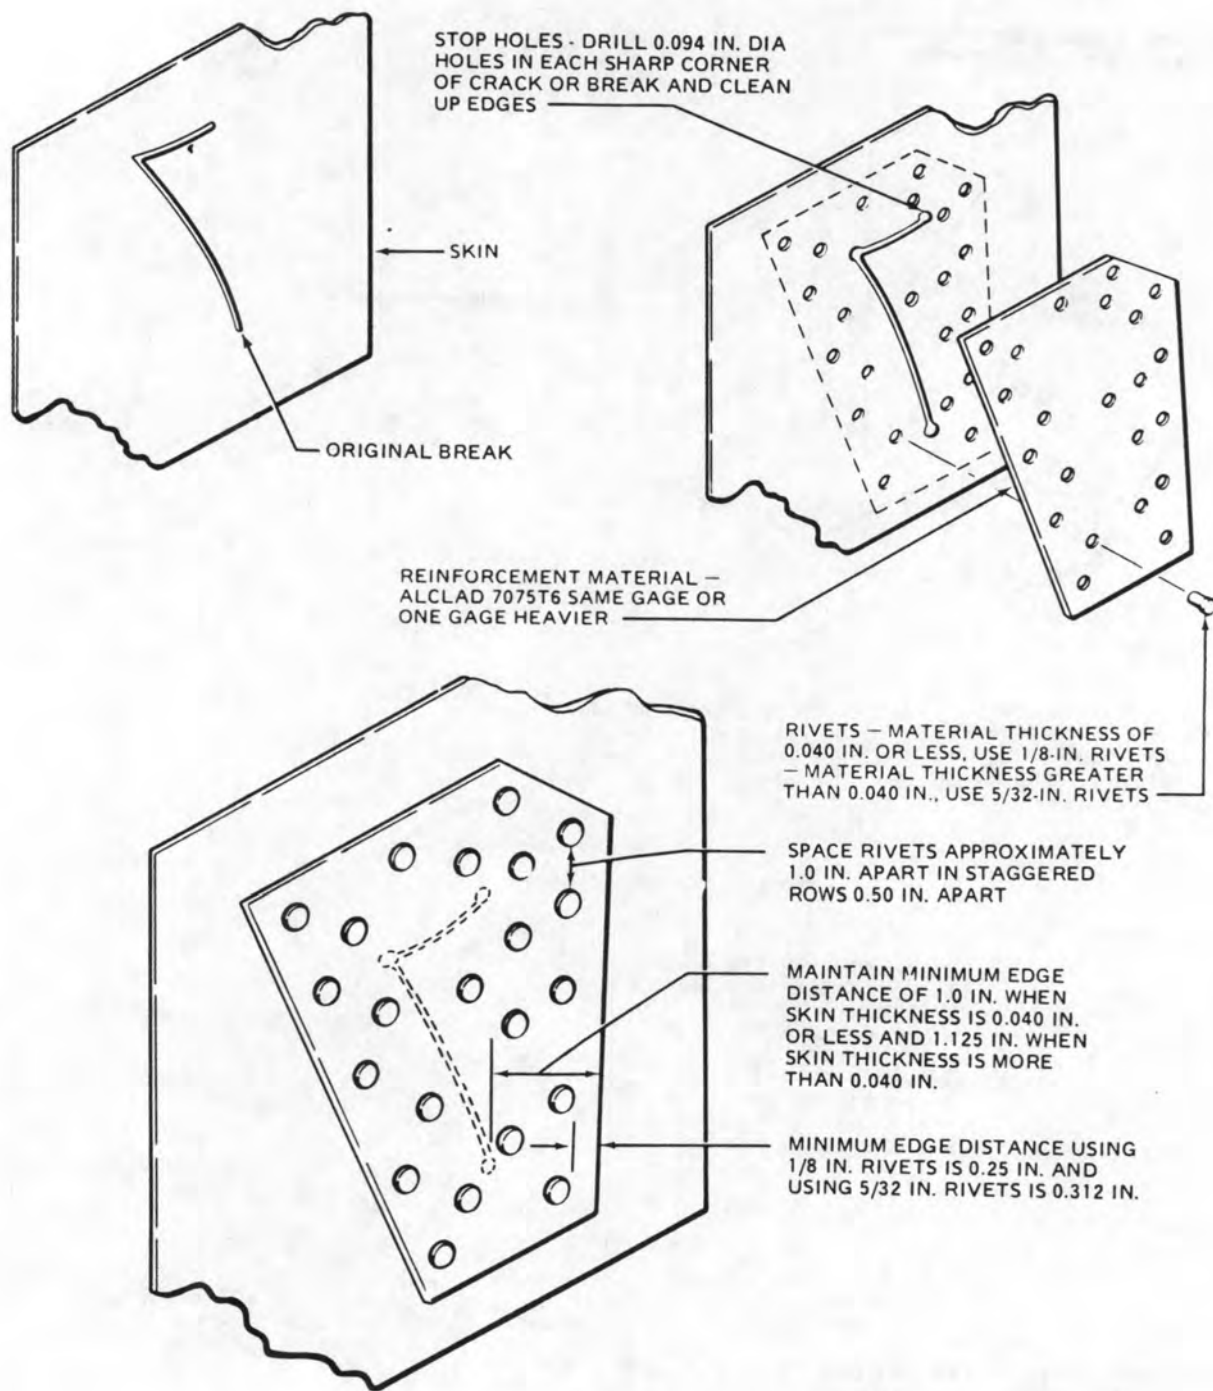 STOP HOLES - DRILL 0.094 IN. DIA
HOLES IN EACH SHARP CORNER
OF CRACK OR BREAK AND CLEAN
UP EDGES
SKIN
ORIGINAL BREAK
REINFORCEMENT MATERIAL —
ALCLAD 7075T6 SAME GAGE OR
ONE GAGE HEAVIER
RIVETS — MATERIAL THICKNESS OF
0.040 IN. OR LESS, USE 1/8-IN. RIVETS
— MATERIAL THICKNESS GREATER
THAN 0.040 IN., USE 5/32-IN. RIVETS
SPACE RIVETS APPROXIMATELY
1.0 IN. APART IN STAGGERED
ROWS 0.50 IN. APART
MAINTAIN MINIMUM EDGE
DISTANCE OF 1.0 IN. WHEN
SKIN THICKNESS IS 0.040 IN.
OR LESS AND 1.125 IN. WHEN
SKIN THICKNESS IS MORE
THAN 0.040 IN.
MINIMUM EDGE DISTANCE USING
1/8 IN. RIVETS IS 0.25 IN. AND
USING 5/32 IN. RIVETS IS 0.312 IN.